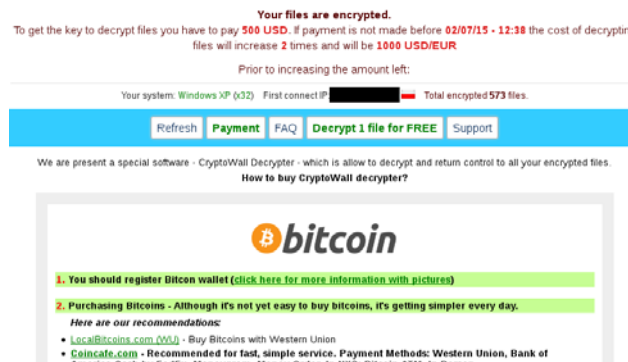 Your files are encrypted.
To get the key to decrypt files you have to pay 500 USD. If payment is not made before 02/07/15 - 12:38 the cost of decryptin
files will increase 2 times and will be 1000 USD/EUR
Prior to increasing the amount left:
Your system: Windows XP (x32) First connect IP: Total encrypted 573 files.
Refresh Payment FAQ Decrypt 1 file for FREE Support
We are present a special software - CryptoWall Decrypter - which is allow to decrypt and return control to all your encrypted files.
How to buy CryptoWall decrypter?
bitcoin
1. You should register Bitcon wallet (click here for more information with pictures)
2. Purchasing Bitcoins - Although it's not yet easy to buy bitcoins, it's getting simpler every day.
Here are our recommendations:
• LocalBitcoins.com (WU) - Buy Bitcoins with Western Union
• Coincafe.com - Recommended for fast, simple service. Payment Methods: Western Union, Bank of